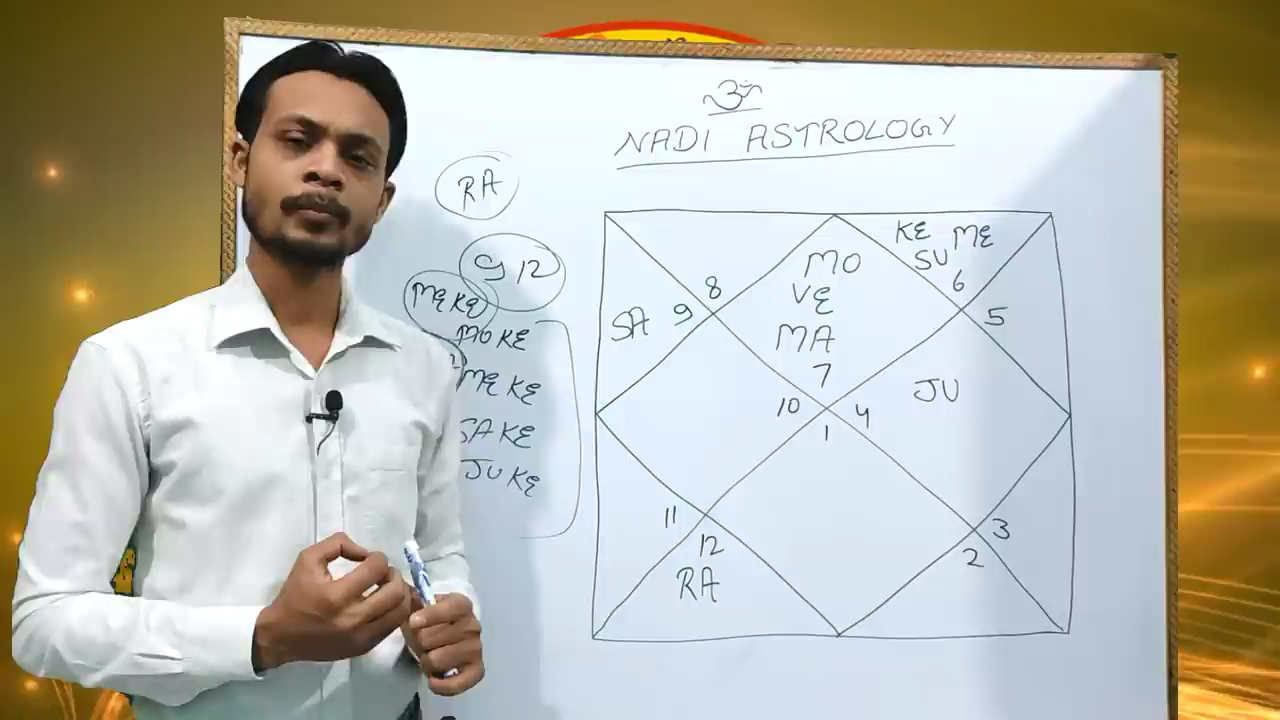 ॐ
NADI ASTROLOGY
RA
9 12
ME KE
MO KE
ME KE
SA KE
JU KE
KE ME
SU
6
MO
VE
MA
7
8
SA 9
5
JU
10 4
1
11
12
RA
3
2